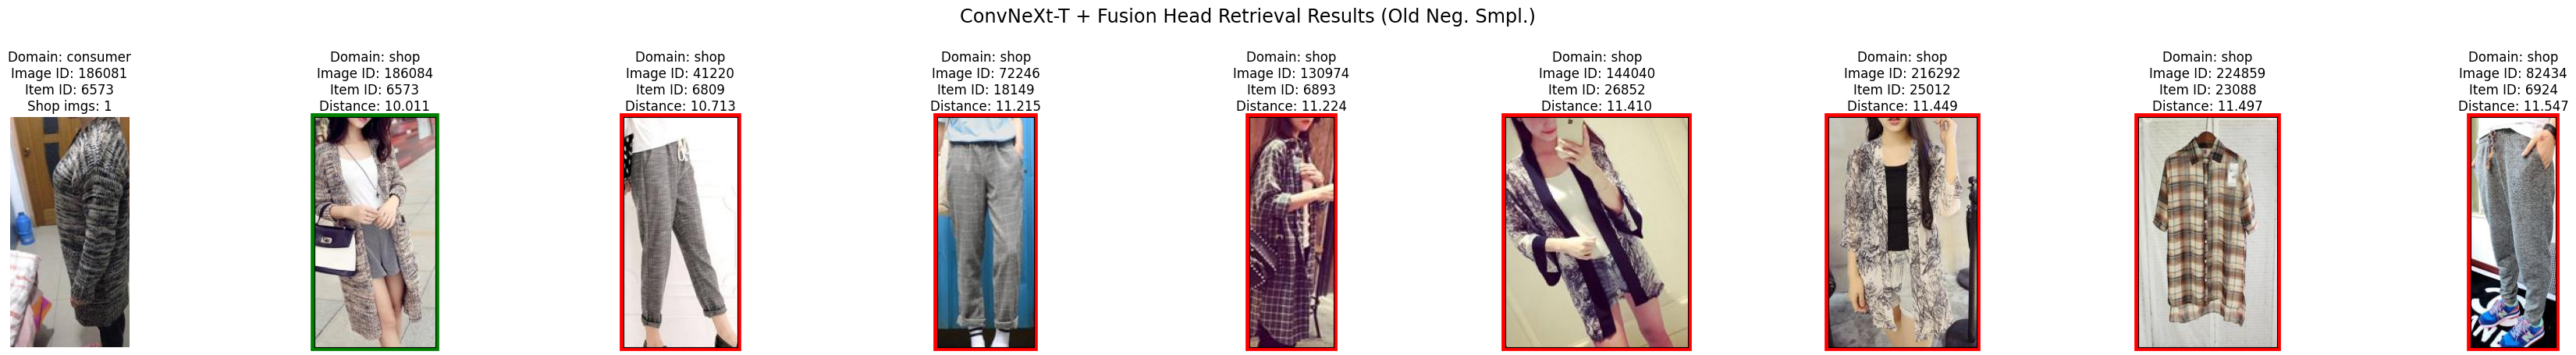 ConvNeXt-T + Fusion Head Retrieval Results (Old Neg. Smpl.)
Domain: consumer
Image ID: 186081
Item ID: 6573
Shop imgs: 1
Domain: shop
Image ID: 186084
Item ID: 6573
Distance: 10.011
Domain: shop
Image ID: 41220
Item ID: 6809
Distance: 10.713
Domain: shop
Image ID: 72246
Item ID: 18149
Distance: 11.215
Domain: shop
Image ID: 130974
Item ID: 6893
Distance: 11.224
Domain: shop
Image ID: 144040
Item ID: 26852
Distance: 11.410
Domain: shop
Image ID: 216292
Item ID: 25012
Distance: 11.449
Domain: shop
Image ID: 224859
Item ID: 23088
Distance: 11.497
Domain: shop
Image ID: 82434
Item ID: 6924
Distance: 11.547